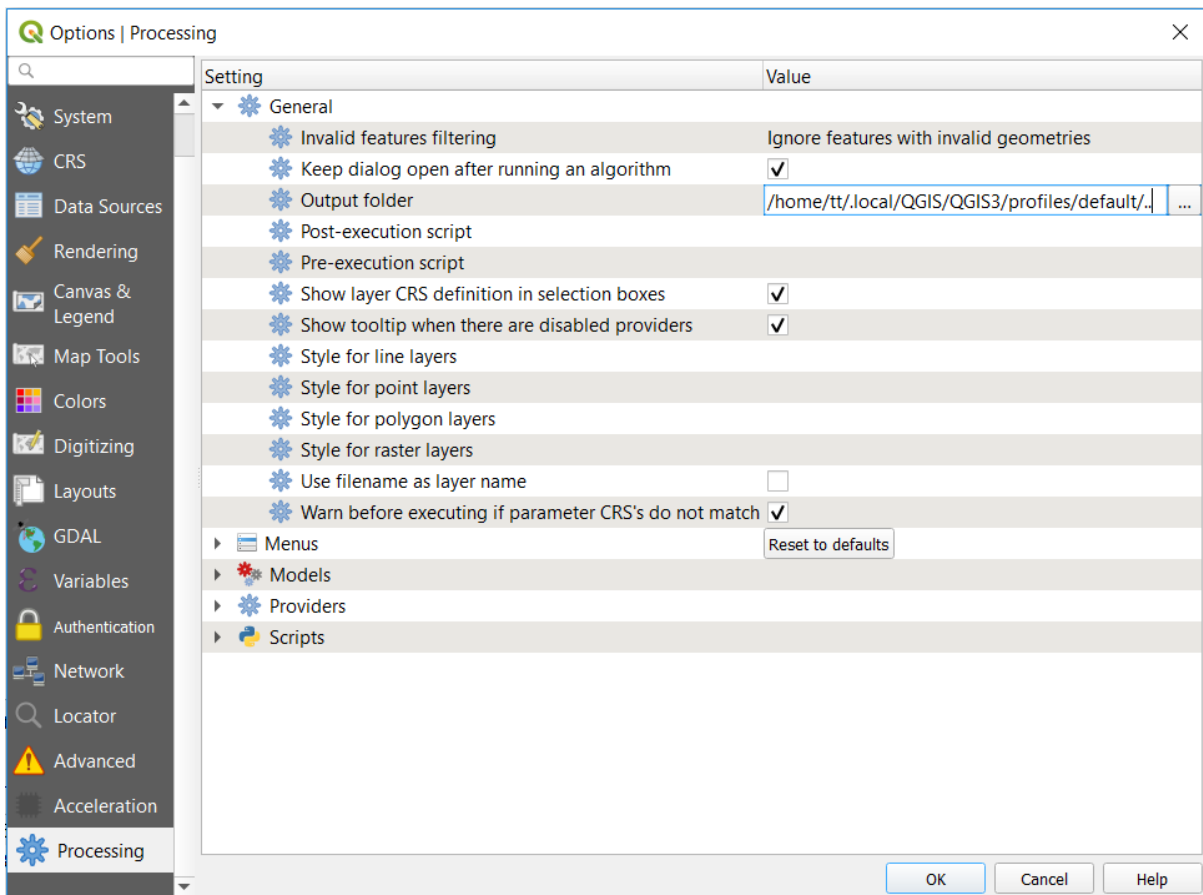 Options | Processing
System
CRS
Data Sources
Rendering
Canvas &
Legend
Map Tools
Colors
Digitizing
Layouts
GDAL
Variables
Authentication
Network
Locator
Advanced
Acceleration
Processing
Setting Value
General
Invalid features filtering Ignore features with invalid geometries
Keep dialog open after running an algorithm
Output folder /home/tt/.local/QGIS/QGIS3/profiles/default/.. ...
Post-execution script
Pre-execution script
Show layer CRS definition in selection boxes
Show tooltip when there are disabled providers
Style for line layers
Style for point layers
Style for polygon layers
Style for raster layers
Use filename as layer name
Warn before executing if parameter CRS's do not match
Menus Reset to defaults
Models
Providers
Scripts
OK Cancel Help